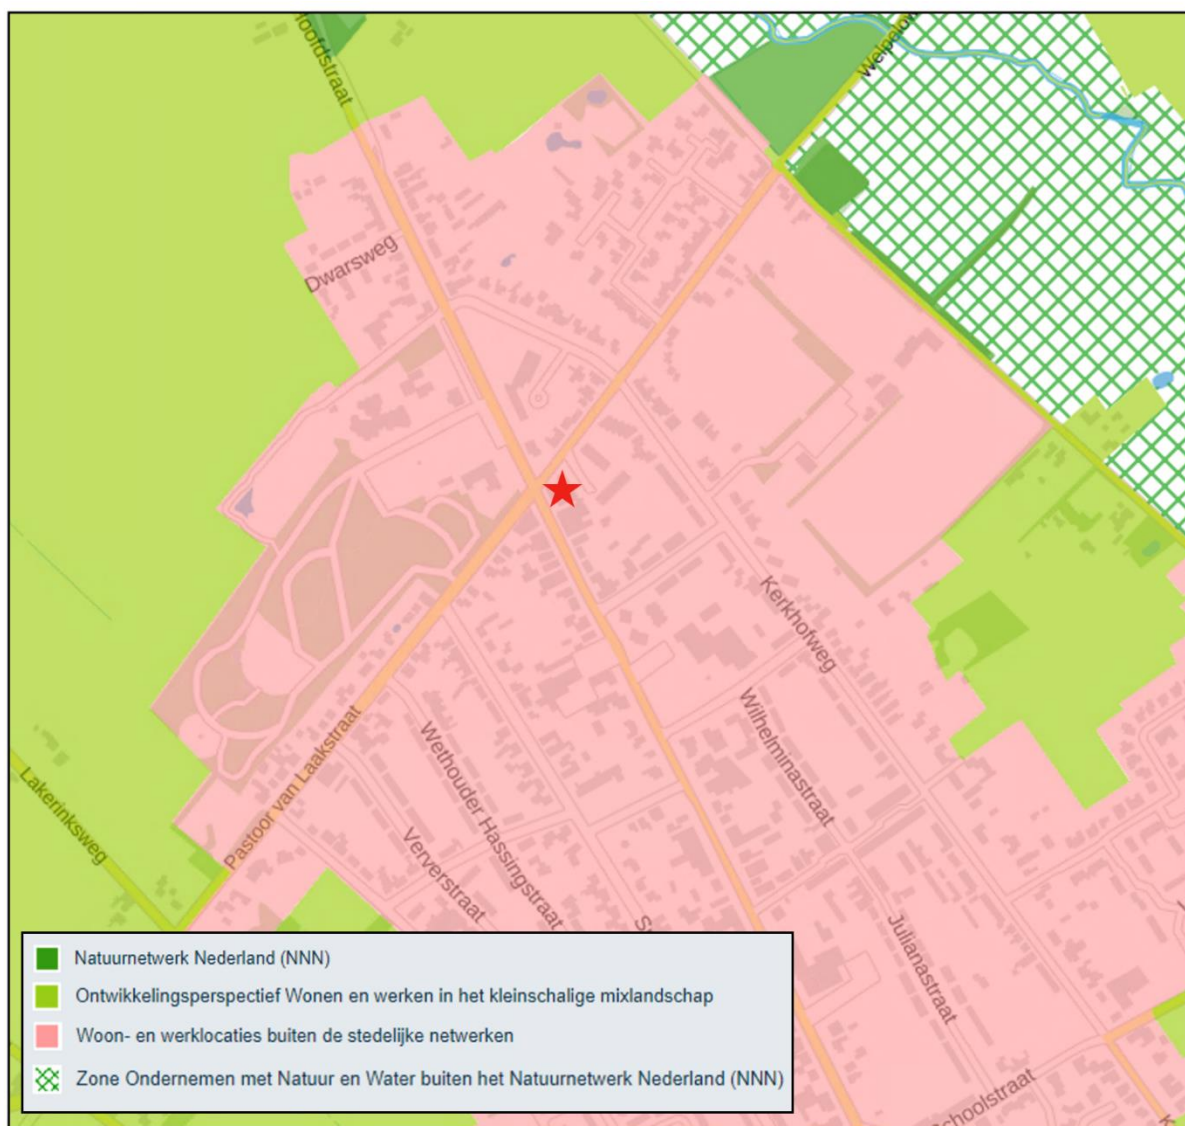 Hoofdstraat
Dwarsweg
Kerkhofweg
Wilhelminastraat
Pastoor van Laakstraat
Wethouder Hassingstraat
Ververstraat
Lakerinksweg
Julianastraat
Natuurnetwerk Nederland (NNN)
Ontwikkelingsperspectief Wonen en werken in het kleinschalige mixlandschap
Woon- en werklocaties buiten de stedelijke netwerken
Zone Ondernemen met Natuur en Water buiten het Natuurnetwerk Nederland (NNN)